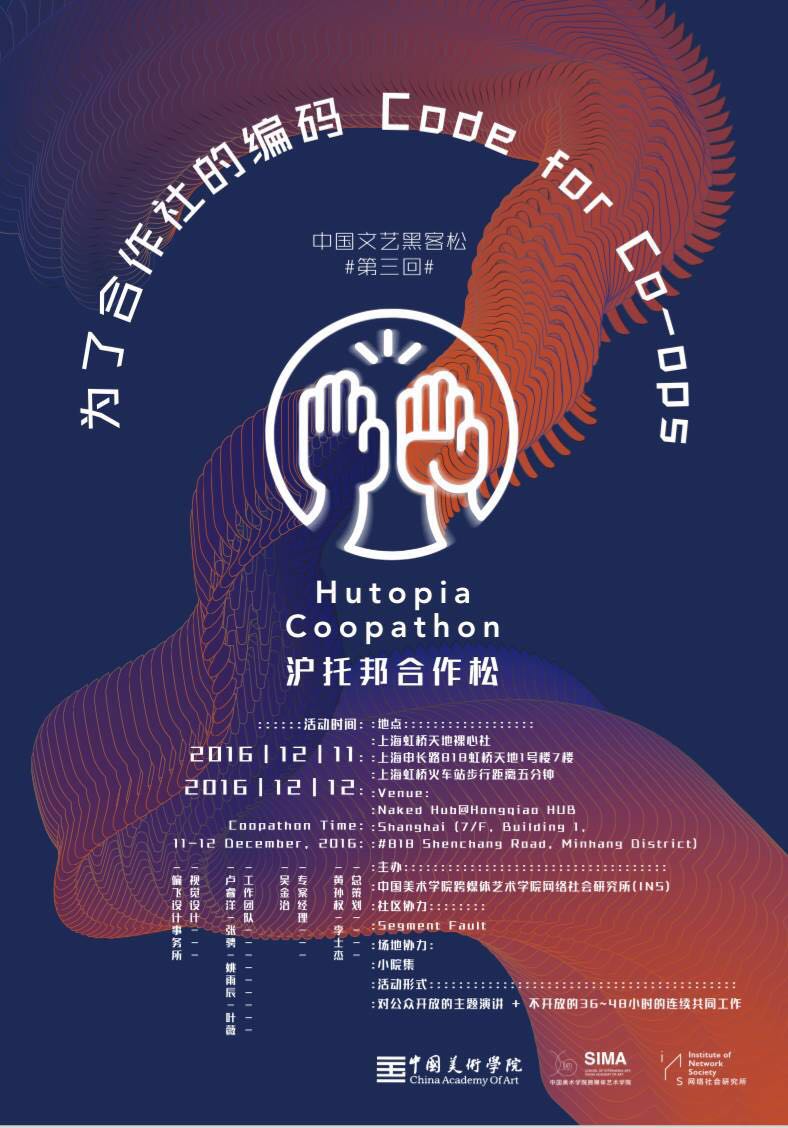 为了合作社的编码 Code for Co-ops
中国文艺黑客松
#第三回#
Hutopia
Coopathon
沪托邦合作松
::::::活动时间:
2016|12|11:
2016|12|12:
Coopathon Time:
11-12 December, 2016:
:地点::::::::::::::::::
:上海虹桥天地裸心社
:上海申长路818虹桥天地1号楼7楼
:上海虹桥火车站步行距离五分钟
:Venue:
:Naked Hub@Hongqiao HUB
:Shanghai (7/F, Building 1,
:#818 Shenchang Road, Minhang District)
:主办::::::::::::::::::::::::::::::::::::
:中国美术学院跨媒体艺术学院网络社会研究所(INS)
:社区协力::::::::
:Segment Fault
:场地协力:
:小院集
:活动形式::::::::::::::::::::::::::::::::::::::::::
:对公众开放的主题演讲 + 不开放的36~48小时的连续共同工作
总策划
黄孙权-李士杰
专案经理
吴金治
工作团队
卢睿洋-张骋-姚雨辰-叶薇
视觉设计
偏飞设计事务所
中国美術学院
China Academy Of Art
SIMA
SCHOOL OF INTERMEDIA ART
CHINA ACADEMY OF ART
中国美术学院跨媒体艺术学院
iNS
Institute of
Network
Society
网络社会研究所